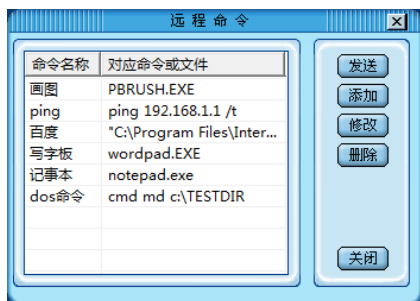 远程命令
命令名称 对应命令或文件
画图 PBRUSH.EXE
ping ping 192.168.1.1 /t
百度 "C:\Program Files\Inter...
写字板 wordpad.EXE
记事本 notepad.exe
dos命令 cmd md c:\TESTDIR
发送
添加
修改
删除
关闭